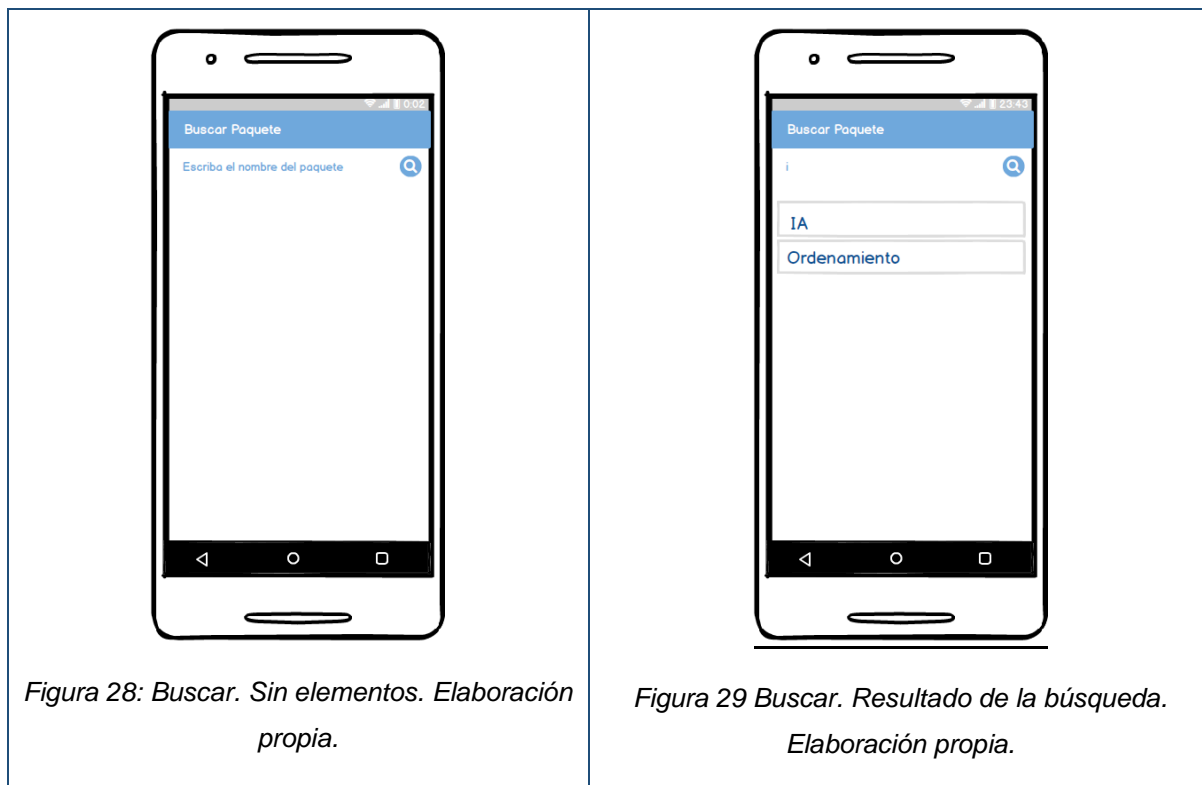 0:02
Buscar Paquete
Escriba el nombre del paquete
Figura 28: Buscar. Sin elementos. Elaboración
propia.
23:43
Buscar Paquete
i
IA
Ordenamiento
Figura 29 Buscar. Resultado de la búsqueda.
Elaboración propia.